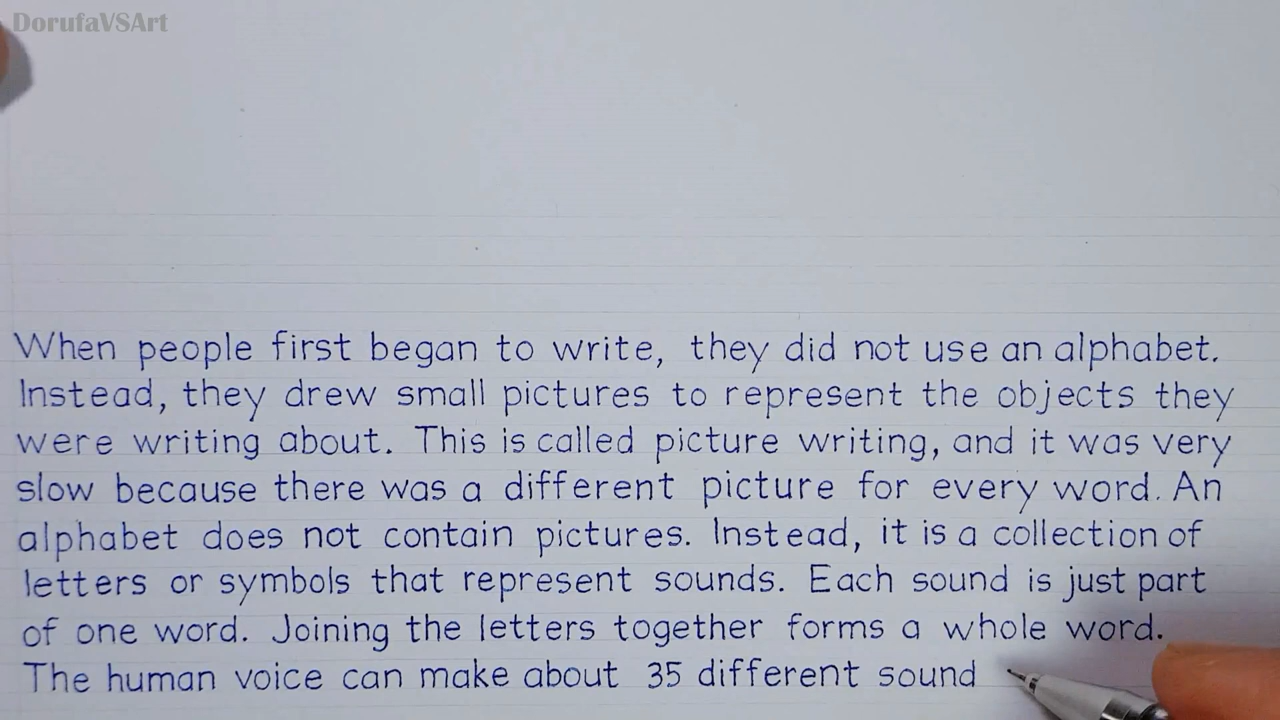 DorufaVSArt
When people first began to write, they did not use an alphabet.
Instead, they drew small pictures to represent the objects they
were writing about. This is called picture writing, and it was very
slow because there was a different picture for every word. An
alphabet does not contain pictures. Instead, it is a collection of
letters or symbols that represent sounds. Each sound is just part
of one word. Joining the letters together forms a whole word.
The human voice can make about 35 different sound